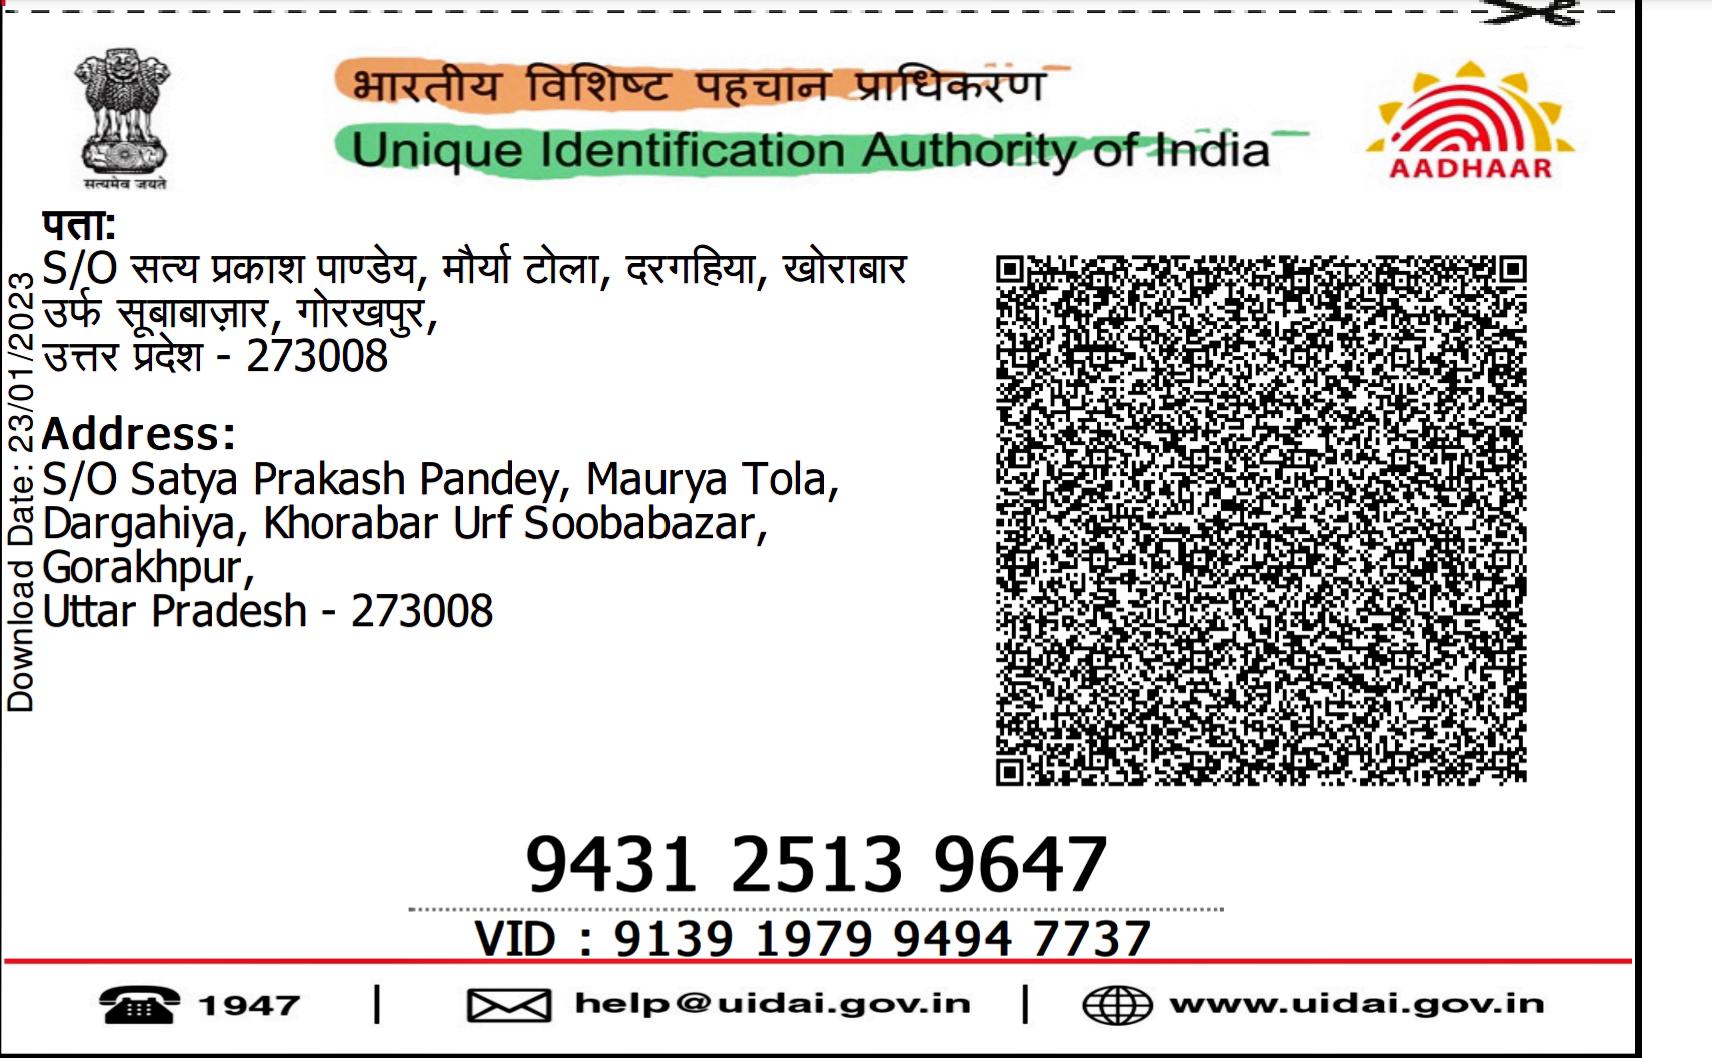 सत्यमेव जयते
भारतीय विशिष्ट पहचान प्राधिकरण
Unique Identification Authority of India
AADHAAR
Download Date: 23/01/2023
पता:
S/O सत्य प्रकाश पाण्डेय, मौर्या टोला, दरगहिया, खोराबार
उर्फ सूबाबाज़ार, गोरखपुर,
उत्तर प्रदेश - 273008
Address:
S/O Satya Prakash Pandey, Maurya Tola,
Dargahiya, Khorabar Urf Soobabazar,
Gorakhpur,
Uttar Pradesh - 273008
9431 2513 9647
VID : 9139 1979 9494 7737
1947 | help@uidai.gov.in | www.uidai.gov.in